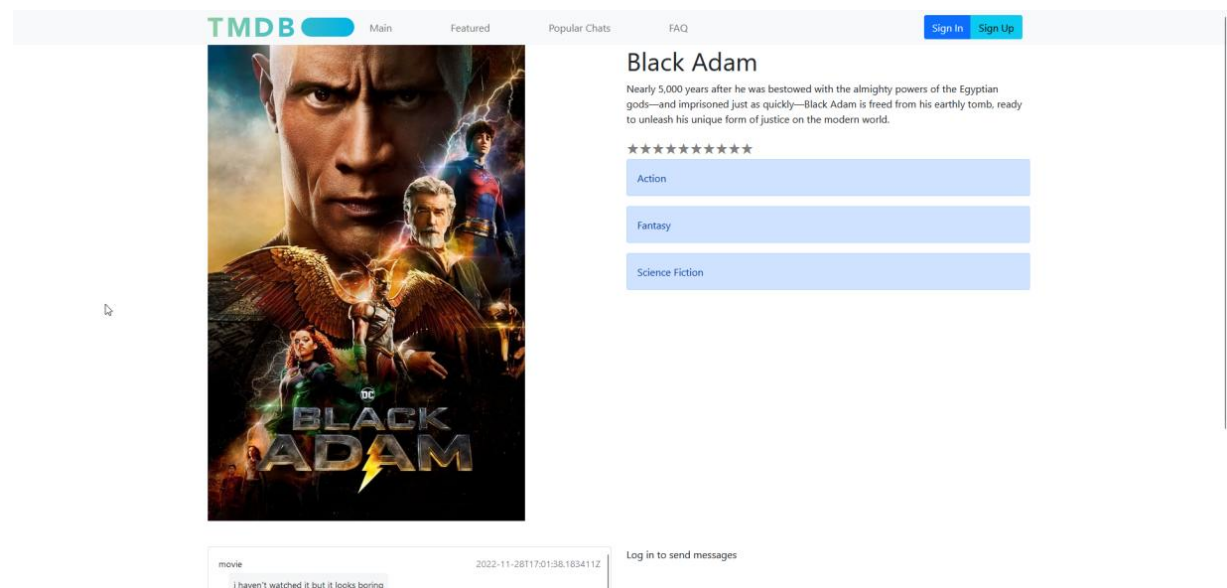 TMDB
Main
Featured
Popular Chats
FAQ
Sign In
Sign Up
Black Adam
Nearly 5,000 years after he was bestowed with the almighty powers of the Egyptian
gods—and imprisoned just as quickly—Black Adam is freed from his earthly tomb, ready
to unleash his unique form of justice on the modern world.
★★★★★★★★★★
Action
Fantasy
Science Fiction
DC
BLACK
ADAM
movie
2022-11-28T17:01:38.183411Z
i haven't watched it but it looks boring
Log in to send messages